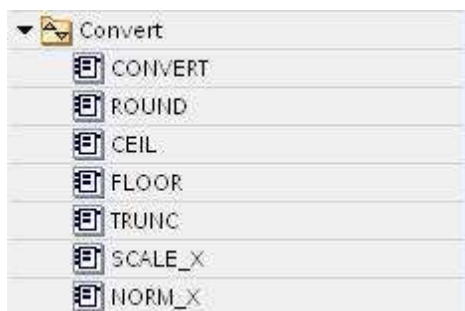 Convert
CONVERT
ROUND
CEIL
FLOOR
TRUNC
SCALE_X
NORM_X